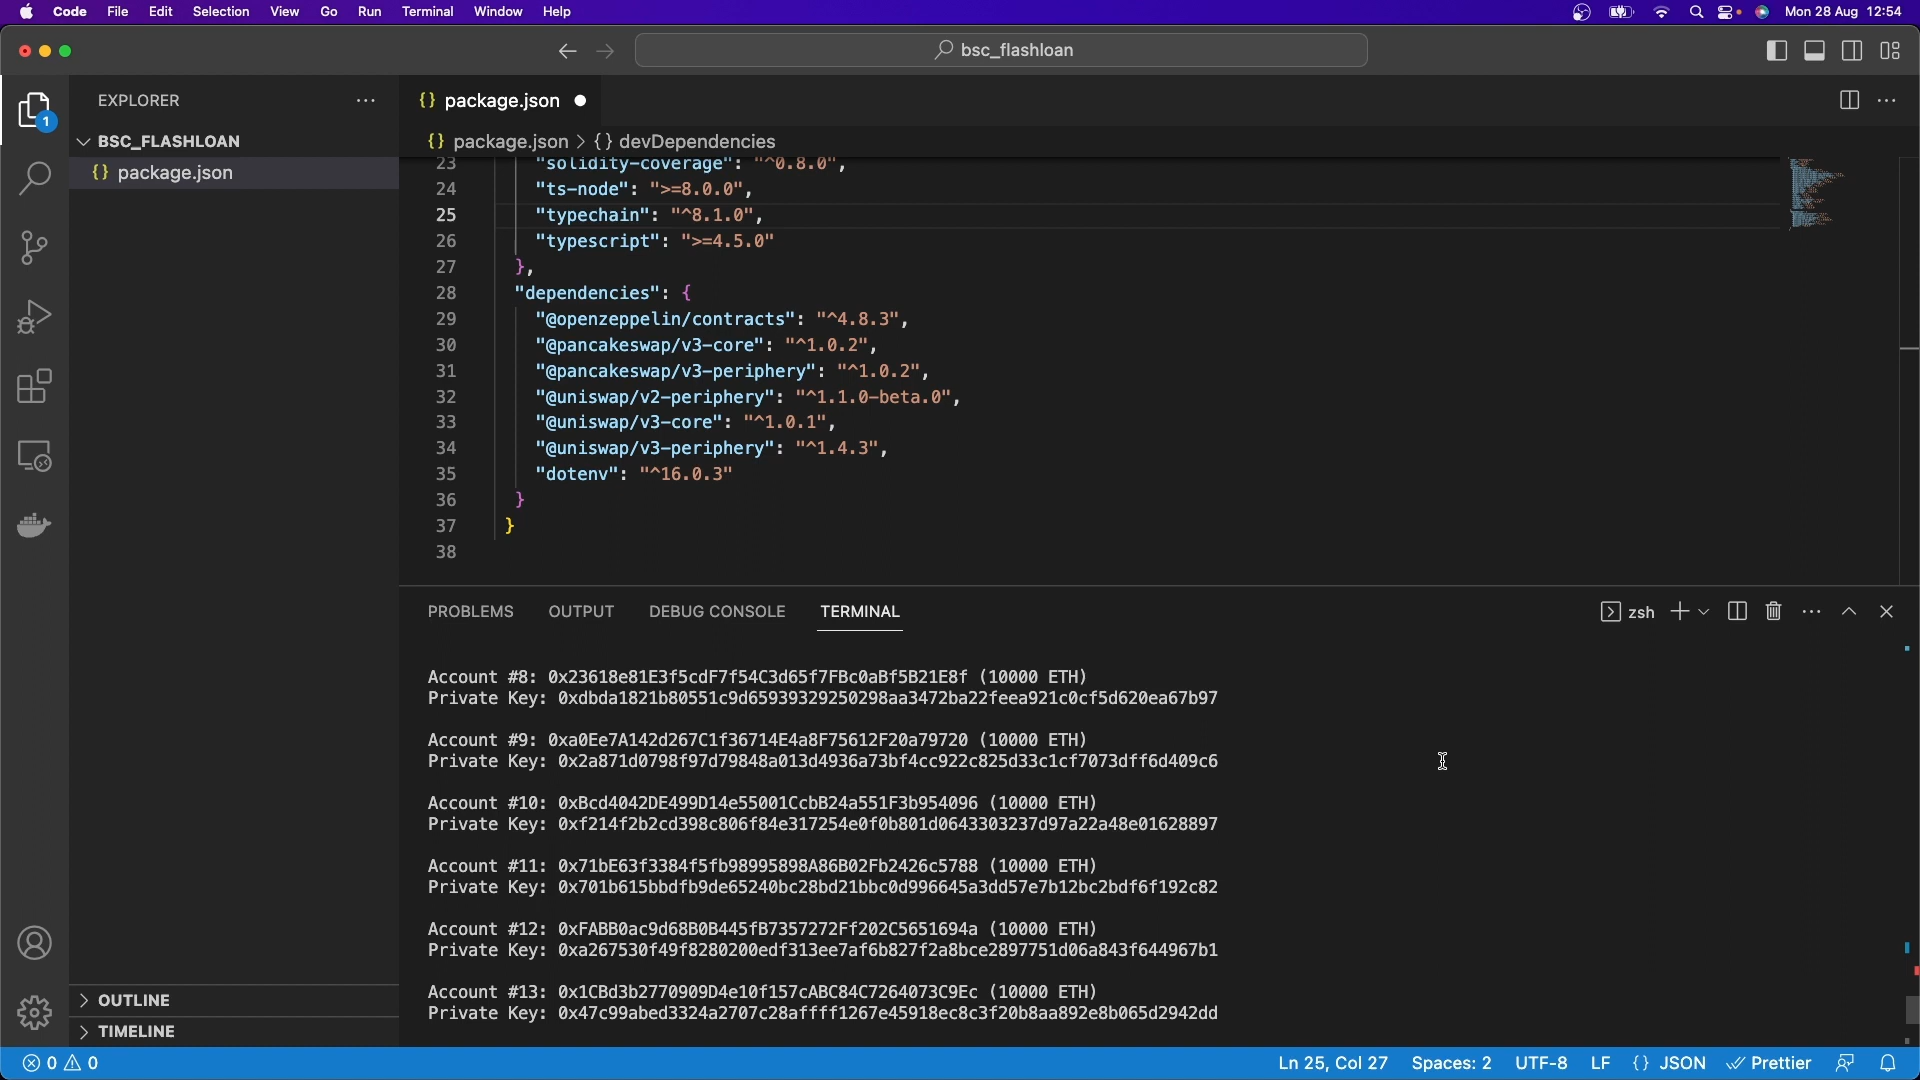 Code File Edit Selection View Go Run Terminal Window Help Mon 28 Aug 12:54
bsc_flashloan
EXPLORER
BSC_FLASHLOAN
{} package.json
1
OUTLINE
TIMELINE
{} package.json
{} package.json > {} devDependencies
23 "solidity-coverage": "^0.8.0",
24 "ts-node": ">=8.0.0",
25 "typechain": "^8.1.0",
26 "typescript": ">=4.5.0"
27 },
28 "dependencies": {
29 "@openzeppelin/contracts": "^4.8.3",
30 "@pancakeswap/v3-core": "^1.0.2",
31 "@pancakeswap/v3-periphery": "^1.0.2",
32 "@uniswap/v2-periphery": "^1.1.0-beta.0",
33 "@uniswap/v3-core": "^1.0.1",
34 "@uniswap/v3-periphery": "^1.4.3",
35 "dotenv": "^16.0.3"
36 }
37 }
38
PROBLEMS OUTPUT DEBUG CONSOLE TERMINAL zsh
Account #8: 0x23618e81E3f5cdF7f54C3d65f7FBc0aBf5B21E8f (10000 ETH)
Private Key: 0xdbda1821b80551c9d65939329250298aa3472ba22feea921c0cf5d620ea67b97
Account #9: 0xa0Ee7A142d267C1f36714E4a8F75612F20a79720 (10000 ETH)
Private Key: 0x2a871d0798f97d79848a013d4936a73bf4cc922c825d33c1cf7073dff6d409c6
Account #10: 0xBcd4042DE499D14e55001CcbB24a551F3b954096 (10000 ETH)
Private Key: 0xf214f2b2cd398c806f84e317254e0f0b801d0643303237d97a22a48e01628897
Account #11: 0x71bE63f3384f5fb98995898A86B02Fb2426c5788 (10000 ETH)
Private Key: 0x701b615bbdfb9de65240bc28bd21bbc0d996645a3dd57e7b12bc2bdf6f192c82
Account #12: 0xFABB0ac9d68B0B445fB7357272Ff202C5651694a (10000 ETH)
Private Key: 0xa267530f49f8280200edf313ee7af6b827f2a8bce2897751d06a843f644967b1
Account #13: 0x1CBd3b2770909D4e10f157cABC84C7264073C9Ec (10000 ETH)
Private Key: 0x47c99abed3324a2707c28affff1267e45918ec8c3f20b8aa892e8b065d2942dd
0 0 Ln 25, Col 27 Spaces: 2 UTF-8 LF {} JSON Prettier